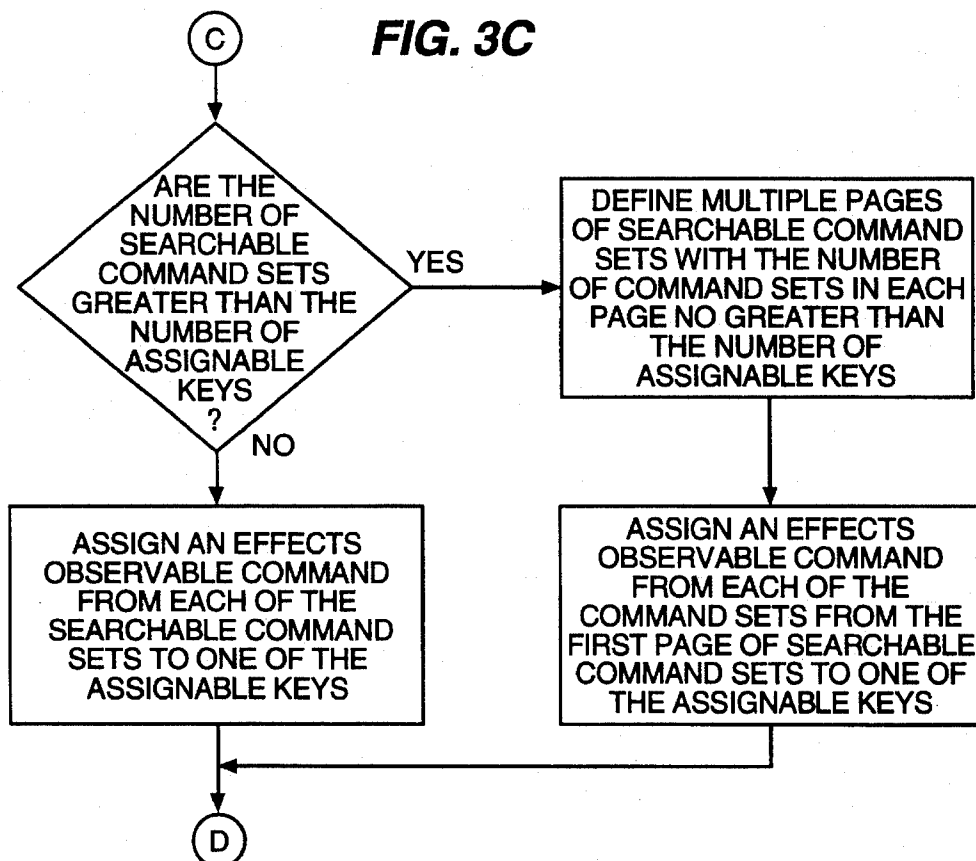 C
FIG. 3C
ARE THE
NUMBER OF
SEARCHABLE
COMMAND SETS
GREATER THAN THE
NUMBER OF
ASSIGNABLE
KEYS
?
YES
NO
DEFINE MULTIPLE PAGES
OF SEARCHABLE COMMAND
SETS WITH THE NUMBER
OF COMMAND SETS IN EACH
PAGE NO GREATER THAN
THE NUMBER OF
ASSIGNABLE KEYS
ASSIGN AN EFFECTS
OBSERVABLE COMMAND
FROM EACH OF THE
SEARCHABLE COMMAND
SETS TO ONE OF THE
ASSIGNABLE KEYS
ASSIGN AN EFFECTS
OBSERVABLE COMMAND
FROM EACH OF THE
COMMAND SETS FROM THE
FIRST PAGE OF SEARCHABLE
COMMAND SETS TO ONE OF
THE ASSIGNABLE KEYS
D